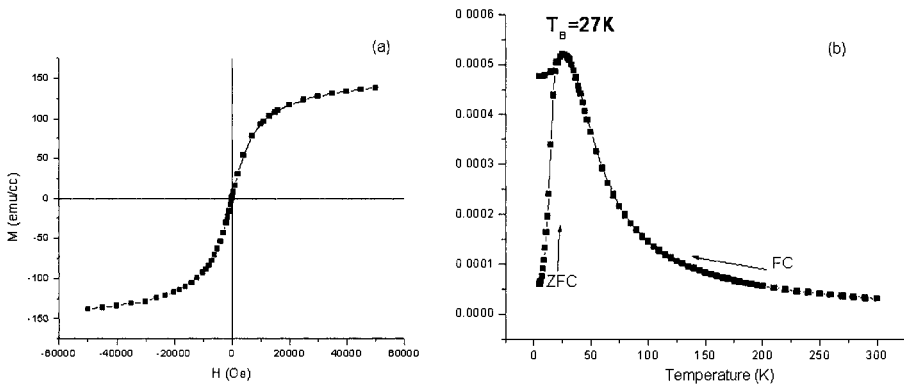 (a)
M (emu/cc)
150
100
50
0
-50
-100
-150
-60000 -40000 -20000 0 20000 40000 60000
H (Oe)
T_B=27K
(b)
0.0006
0.0005
0.0004
0.0003
0.0002
0.0001
0.0000
FC
ZFC
0 50 100 150 200 250 300
Temperature (K)